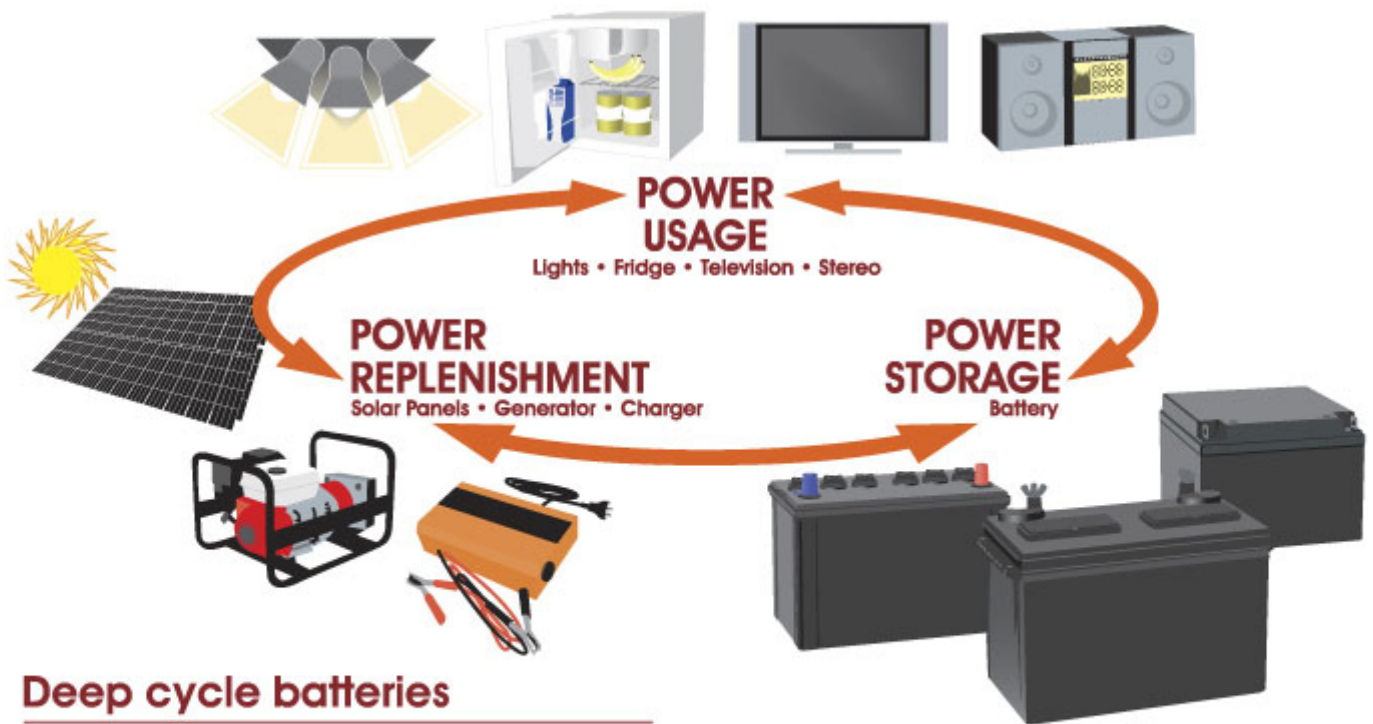 POWER
USAGE
Lights • Fridge • Television • Stereo
POWER
REPLENISHMENT
Solar Panels • Generator • Charger
POWER
STORAGE
Battery
Deep cycle batteries